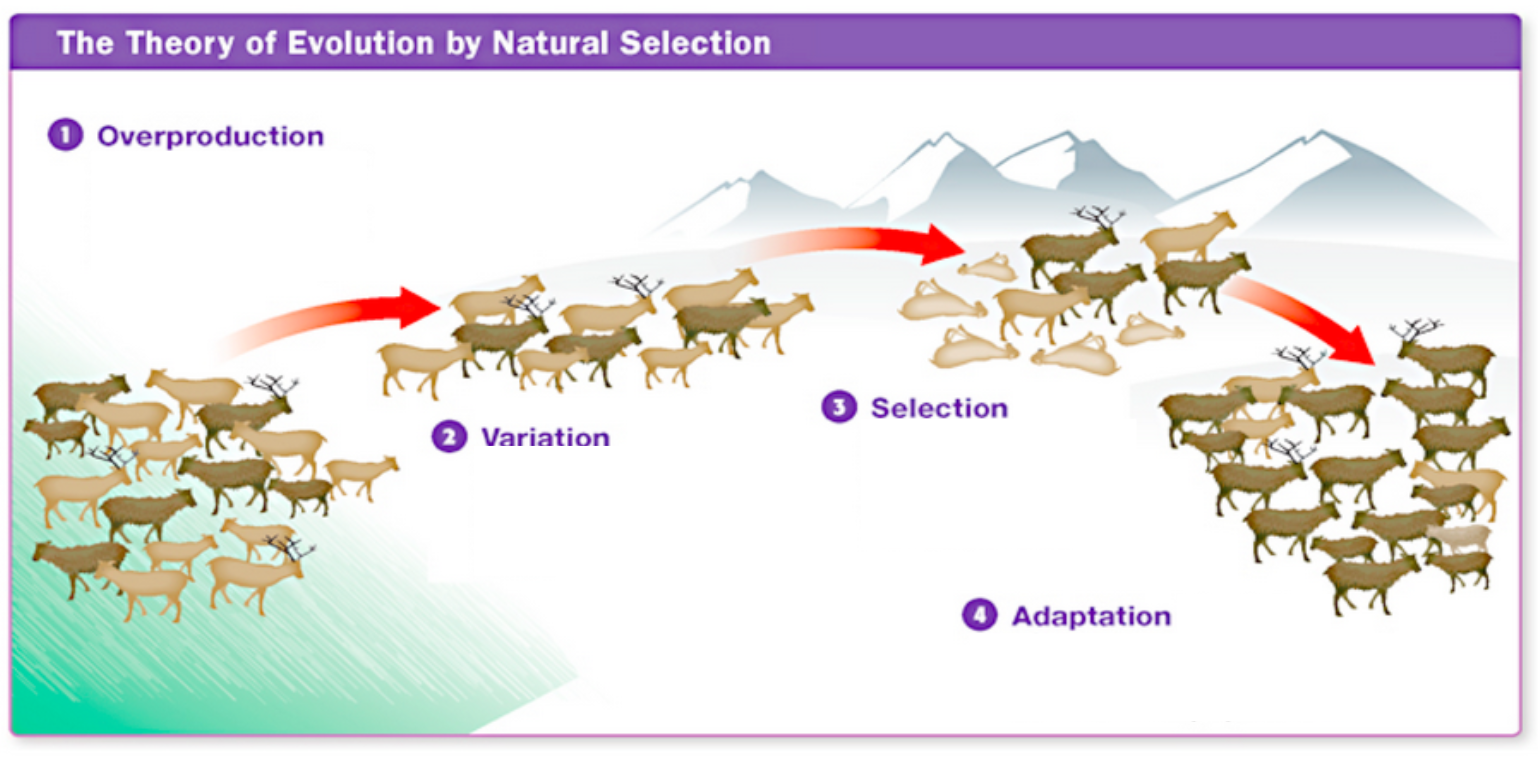 The Theory of Evolution by Natural Selection
1 Overproduction
2 Variation
3 Selection
4 Adaptation